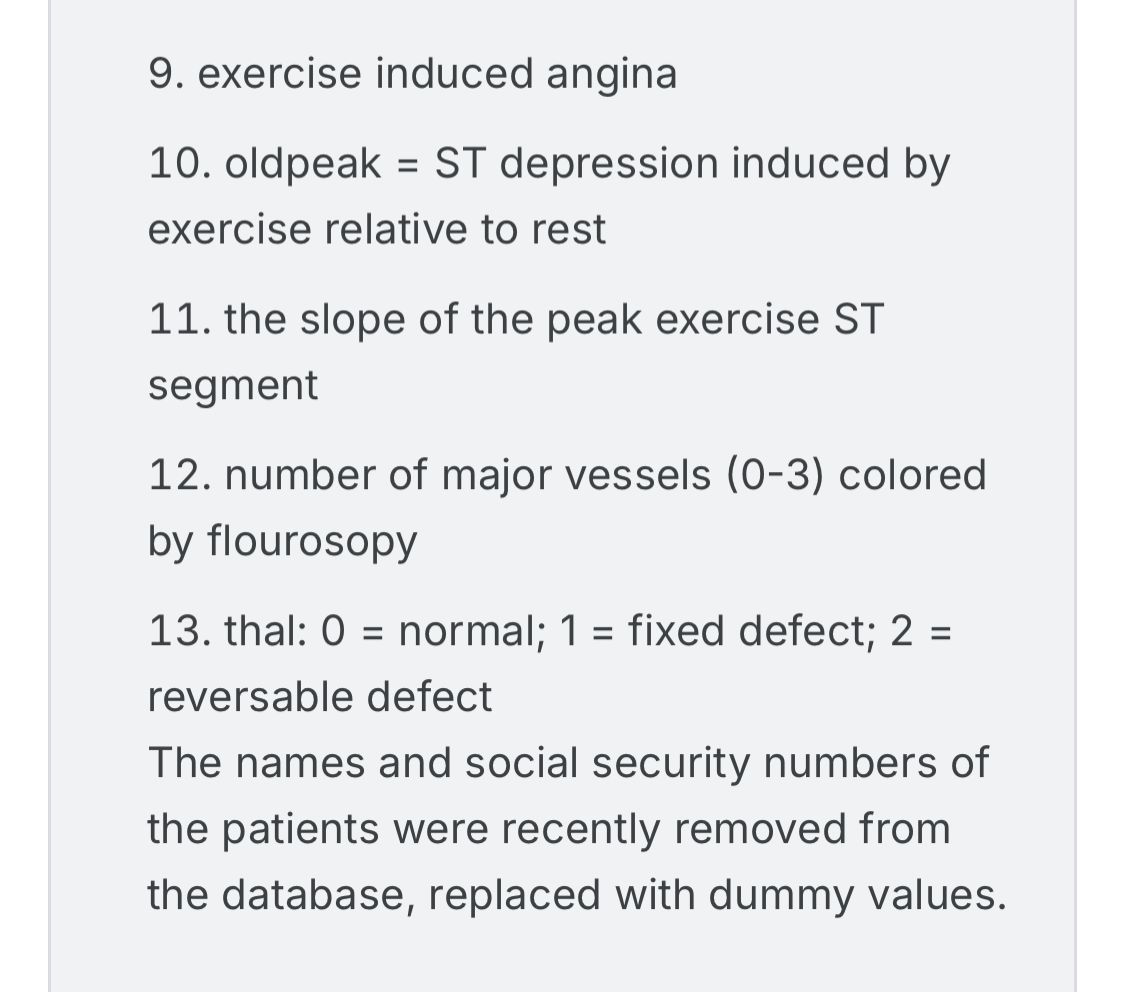 9. exercise induced angina
10. oldpeak = ST depression induced by
exercise relative to rest
11. the slope of the peak exercise ST
segment
12. number of major vessels (0-3) colored
by flourosopy
13. thal: 0 = normal; 1 = fixed defect; 2 =
reversable defect
The names and social security numbers of
the patients were recently removed from
the database, replaced with dummy values.